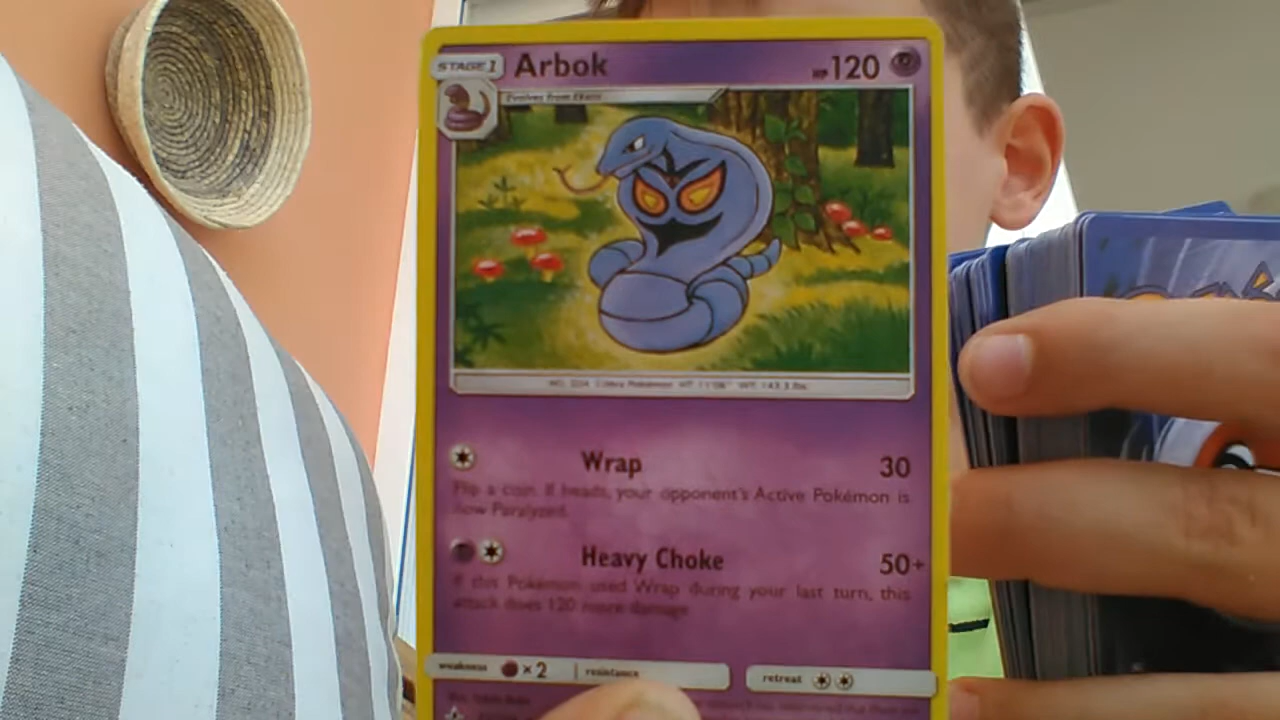 STAGE 1 Arbok HP 120
Evolves from Ekans
NO. 024 Cobra Pokémon HT: 11'06" WT: 143.3 lbs.
Wrap 30
Flip a coin. If heads, your opponent's Active Pokémon is
now Paralyzed.
Heavy Choke 50+
If this Pokémon used Wrap during your last turn, this
attack does 120 more damage.
weakness ×2 resistance retreat